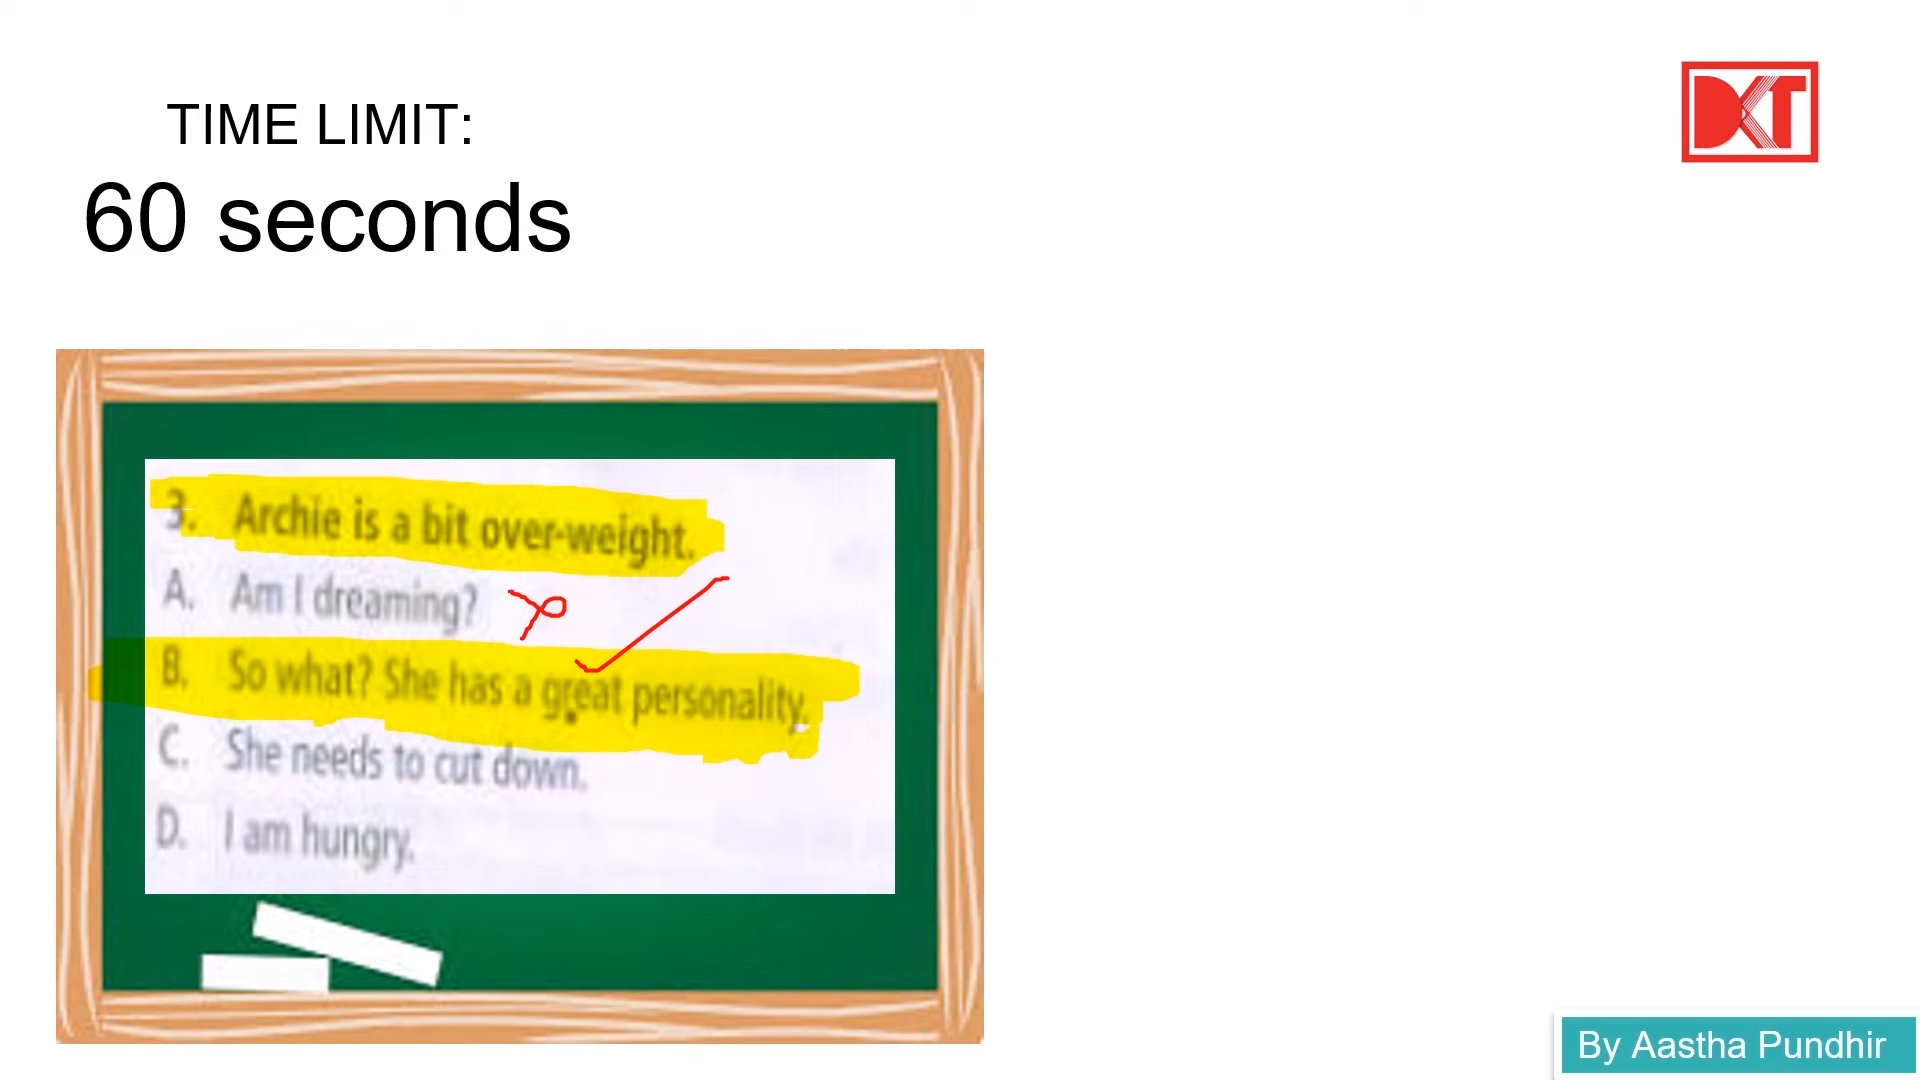 TIME LIMIT:
60 seconds
DKT
3. Archie is a bit over-weight.
A. Am I dreaming?
B. So what? She has a great personality.
C. She needs to cut down.
D. I am hungry.
By Aastha Pundhir